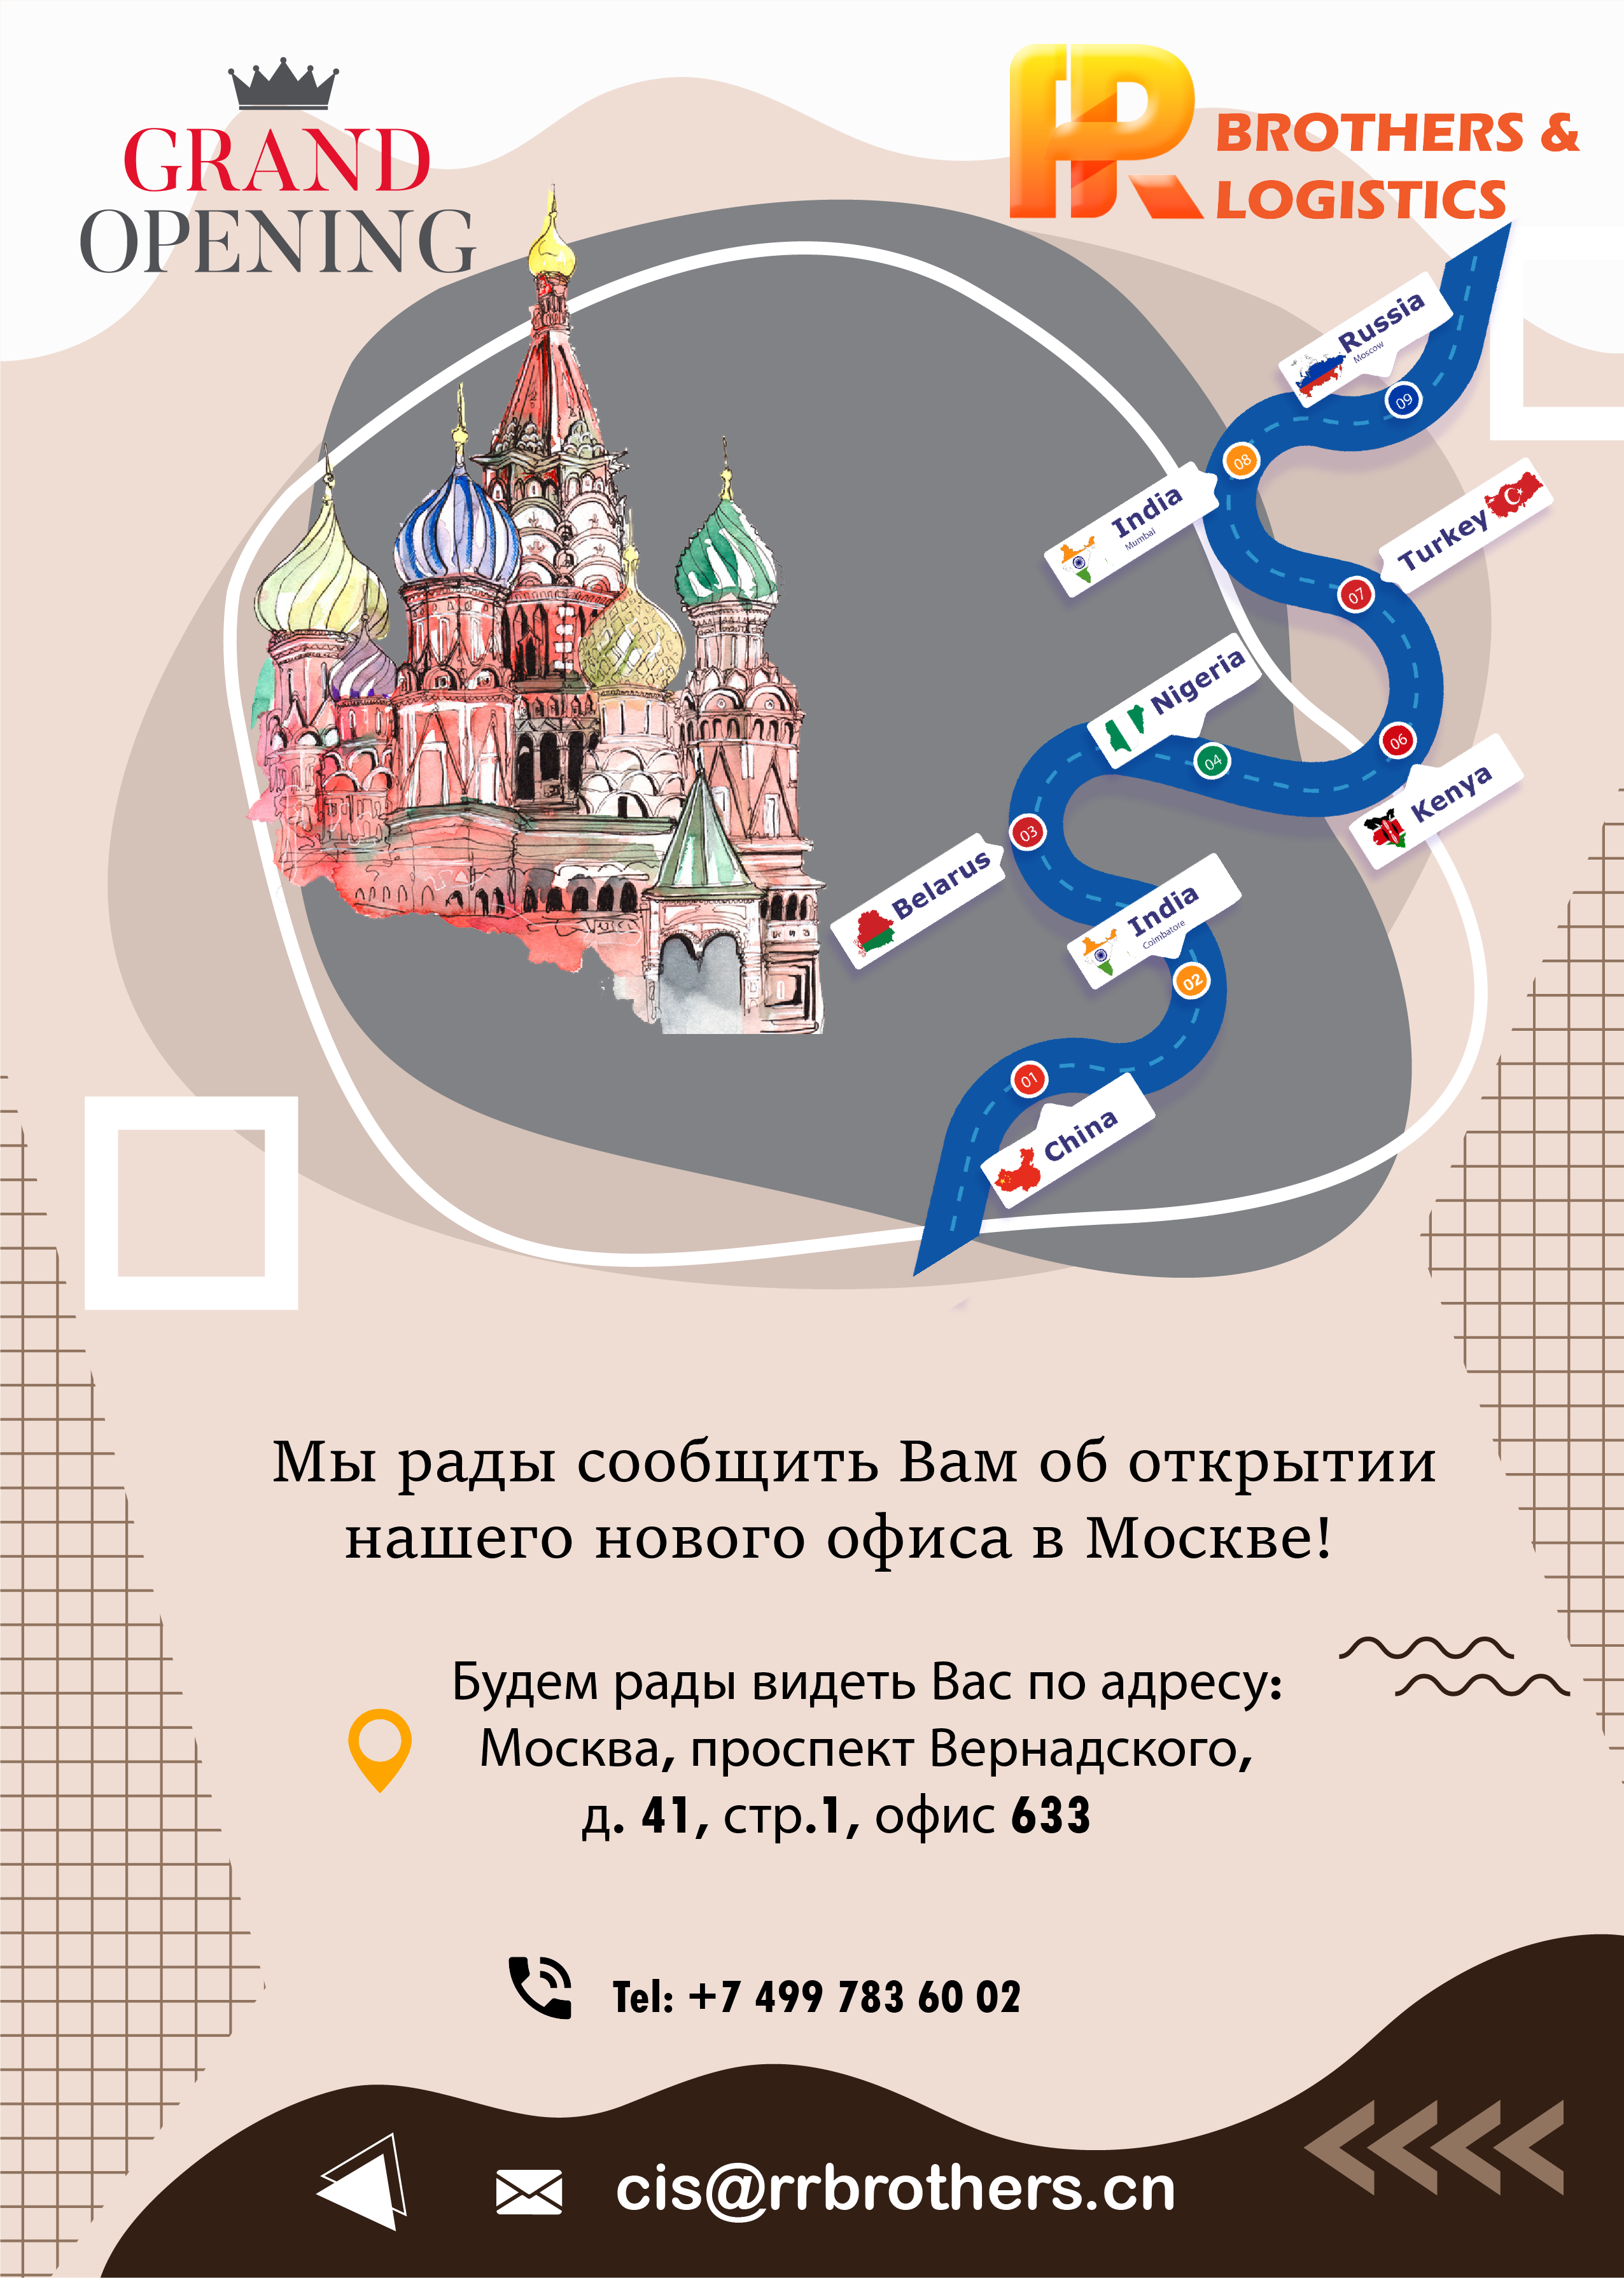 GRAND
OPENING
RR
BROTHERS &
LOGISTICS
Russia
Moscow
09
08
India
Mumbai
Turkey
07
Nigeria
04
06
Kenya
03
Belarus
India
Coimbatore
02
01
China
Мы рады сообщить Вам об открытии
нашего нового офиса в Москве!
Будем рады видеть Вас по адресу:
Москва, проспект Вернадского,
д. 41, стр.1, офис 633
Tel: +7 499 783 60 02
cis@rrbrothers.cn